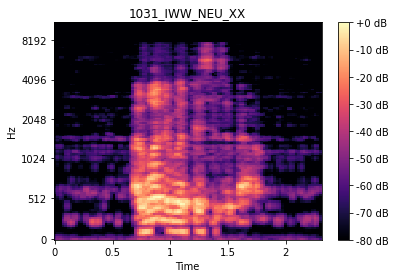 1031_IWW_NEU_XX
8192
4096
2048
1024
512
0
Hz
0
0.5
1
1.5
2
Time
+0 dB
-10 dB
-20 dB
-30 dB
-40 dB
-50 dB
-60 dB
-70 dB
-80 dB